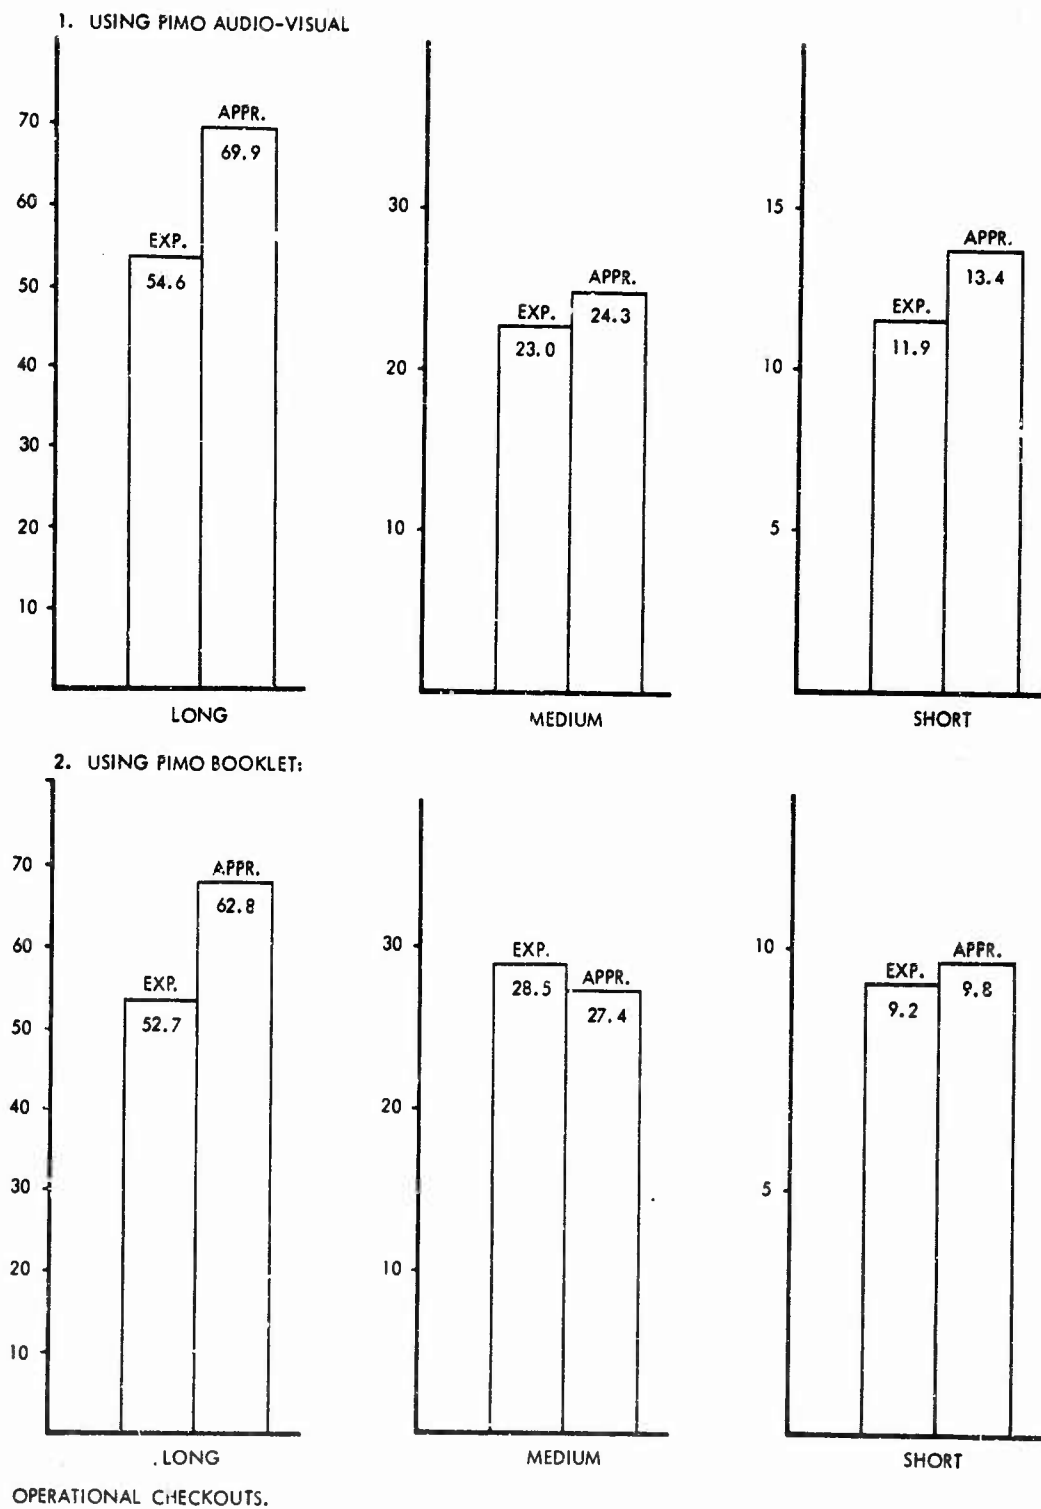 1. USING PIMO AUDIO-VISUAL
70
60
50
40
30
20
10
EXP.
54.6
APPR.
69.9
LONG
30
20
10
EXP.
23.0
APPR.
24.3
MEDIUM
15
10
5
EXP.
11.9
APPR.
13.4
SHORT
2. USING PIMO BOOKLET:
70
60
50
40
30
20
10
EXP.
52.7
APPR.
62.8
LONG
30
20
10
EXP.
28.5
APPR.
27.4
MEDIUM
10
5
EXP.
9.2
APPR.
9.8
SHORT
OPERATIONAL CHECKOUTS.